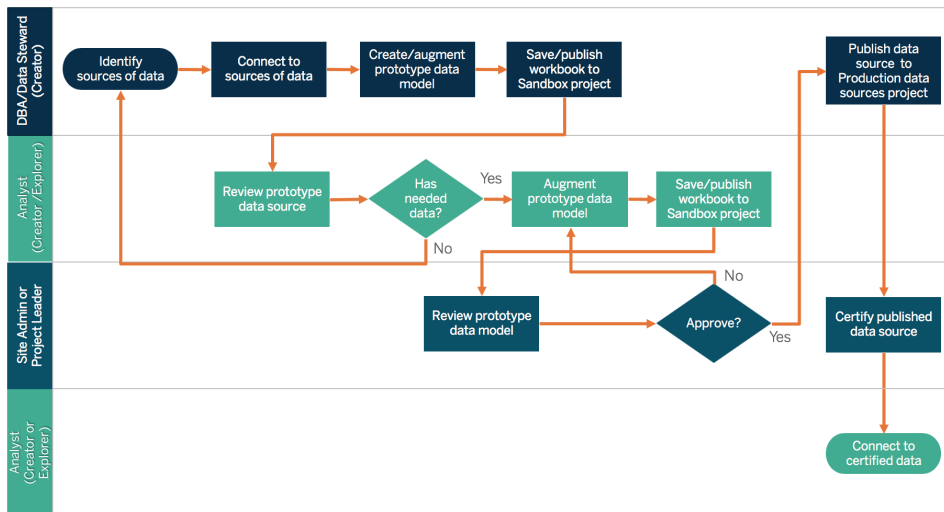 DBA/Data Steward
(Creator)
Identify
sources of data
Connect to
sources of data
Create/augment
prototype data
model
Save/publish
workbook to
Sandbox project
Publish data
source to
Production data
sources project
Analyst
(Creator /Explorer)
Review prototype
data source
Has
needed
data?
Yes
No
Augment
prototype data
model
Save/publish
workbook to
Sandbox project
Site Admin or
Project Leader
Review prototype
data model
Approve?
No
Yes
Certify published
data source
Analyst
(Creator or
Explorer)
Connect to
certified data